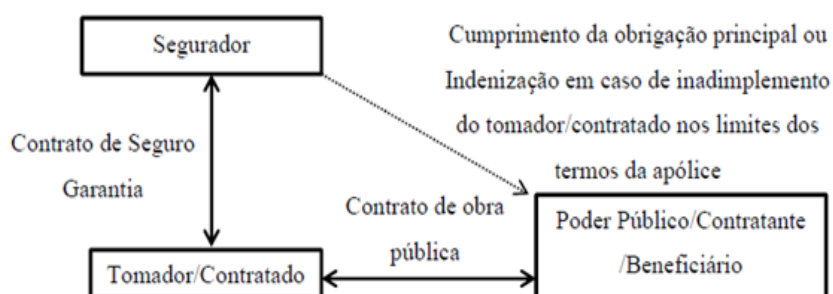 Segurador
Cumprimento da obrigação principal ou
Indenização em caso de inadimplemento
do tomador/contratado nos limites dos
termos da apólice
Contrato de Seguro
Garantia
Contrato de obra
pública
Poder Público/Contratante
/Beneficiário
Tomador/Contratado